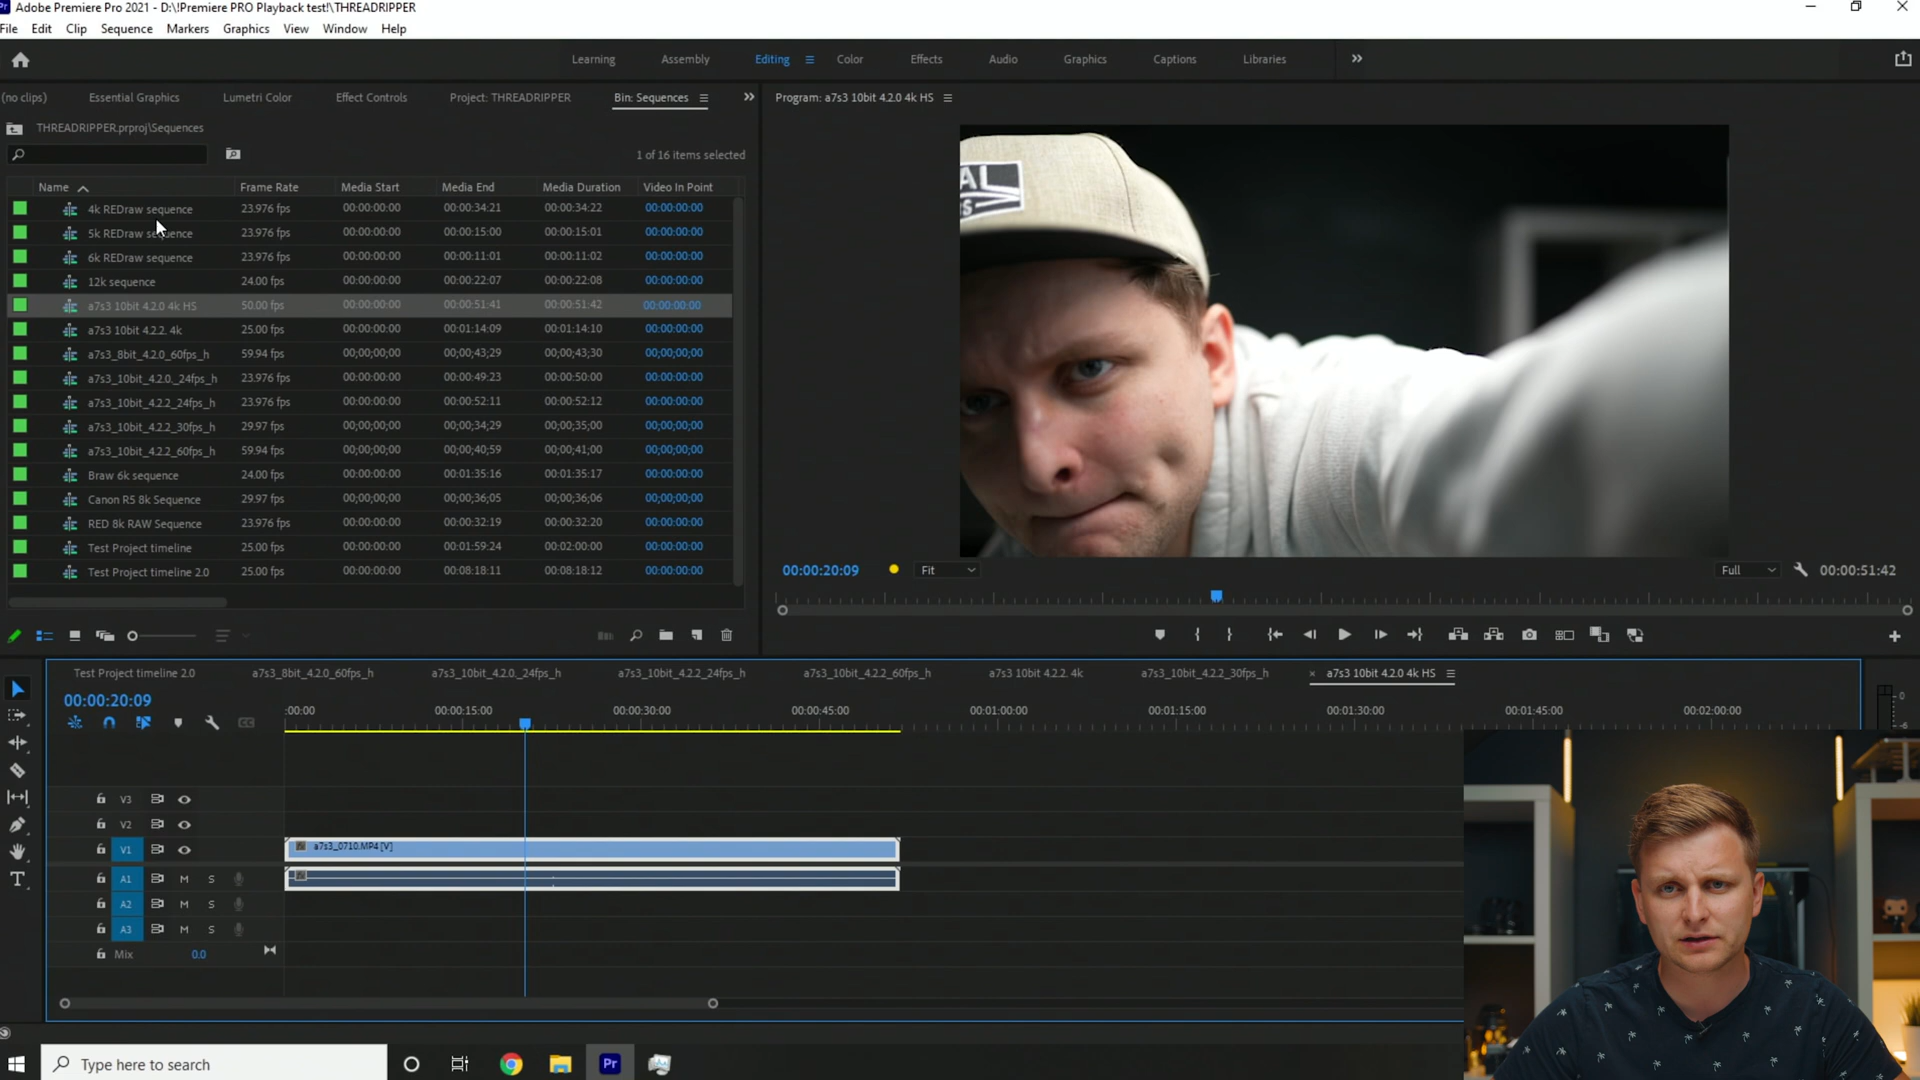 Adobe Premiere Pro 2021 - D:\!Premiere PRO Playback test!\THREADRIPPER
File Edit Clip Sequence Markers Graphics View Window Help
Learning Assembly Editing Color Effects Audio Graphics Captions Libraries
(no clips) Essential Graphics Lumetri Color Effect Controls Project: THREADRIPPER Bin: Sequences
Program: a7s3 10bit 4.2.0 4k HS
THREADRIPPER.prproj\Sequences
1 of 16 items selected
Name Frame Rate Media Start Media End Media Duration Video In Point
4k REDraw sequence 23.976 fps 00:00:00:00 00:00:34:21 00:00:34:22 00:00:00:00
5k REDraw sequence 23.976 fps 00:00:00:00 00:00:15:00 00:00:15:01 00:00:00:00
6k REDraw sequence 23.976 fps 00:00:00:00 00:00:11:01 00:00:11:02 00:00:00:00
12k sequence 24.00 fps 00:00:00:00 00:00:22:07 00:00:22:08 00:00:00:00
a7s3 10bit 4.2.0 4k HS 50.00 fps 00:00:00:00 00:00:51:41 00:00:51:42 00:00:00:00
a7s3 10bit 4.2.2. 4k 25.00 fps 00:00:00:00 00:01:14:09 00:01:14:10 00:00:00:00
a7s3_8bit_4.2.0_60fps_h 59.94 fps 00;00;00;00 00;00;43;29 00;00;43;30 00;00;00;00
a7s3_10bit_4.2.0._24fps_h 23.976 fps 00:00:00:00 00:00:49:23 00:00:50:00 00:00:00:00
a7s3_10bit_4.2.2_24fps_h 23.976 fps 00:00:00:00 00:00:52:11 00:00:52:12 00:00:00:00
a7s3_10bit_4.2.2_30fps_h 29.97 fps 00;00;00;00 00;00;34;29 00;00;35;00 00;00;00;00
a7s3_10bit_4.2.2_60fps_h 59.94 fps 00;00;00;00 00;00;40;59 00;00;41;00 00;00;00;00
Braw 6k sequence 24.00 fps 00:00:00:00 00:01:35:16 00:01:35:17 00:00:00:00
Canon R5 8k Sequence 29.97 fps 00;00;00;00 00;00;36;05 00;00;36;06 00;00;00;00
RED 8k RAW Sequence 23.976 fps 00:00:00:00 00:00:32:19 00:00:32:20 00:00:00:00
Test Project timeline 25.00 fps 00:00:00:00 00:01:59:24 00:02:00:00 00:00:00:00
Test Project timeline 2.0 25.00 fps 00:00:00:00 00:08:18:11 00:08:18:12 00:00:00:00
00:00:20:09 Fit Full 00:00:51:42
Test Project timeline 2.0 a7s3_8bit_4.2.0_60fps_h a7s3_10bit_4.2.0._24fps_h a7s3_10bit_4.2.2_24fps_h a7s3_10bit_4.2.2_60fps_h a7s3 10bit 4.2.2. 4k a7s3_10bit_4.2.2_30fps_h × a7s3 10bit 4.2.0 4k HS
00:00:20:09
:00:00 00:00:15:00 00:00:30:00 00:00:45:00 00:01:00:00 00:01:15:00 00:01:30:00 00:01:45:00 00:02:00:00
0
-6
V3
V2
V1 a7s3_0710.MP4 [V]
A1 M S
A2 M S
A3 M S
Mix 0.0
Type here to search
Pr